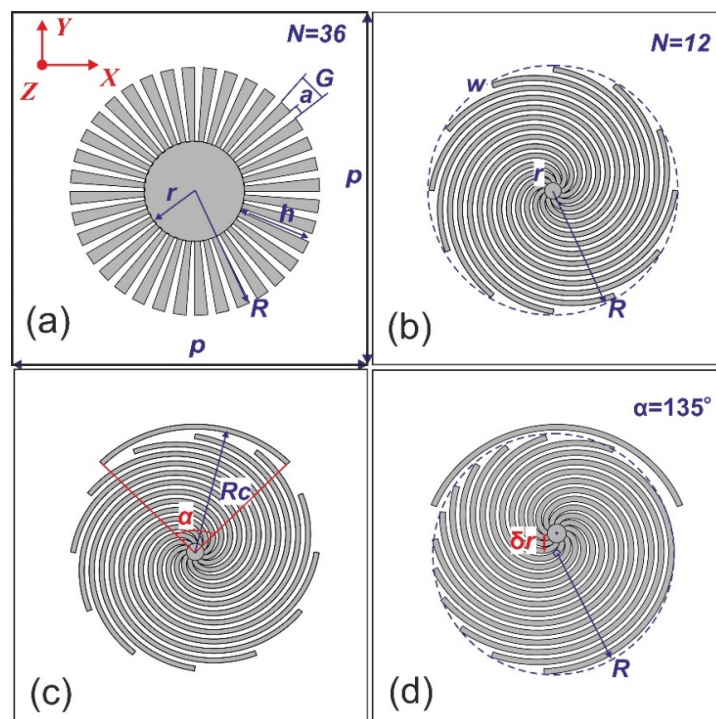 Y
Z X
N=36
G
a
r
h
R
p
p
(a)
N=12
w
r
R
(b)
Rc
α
(c)
α=135°
δr
R
(d)